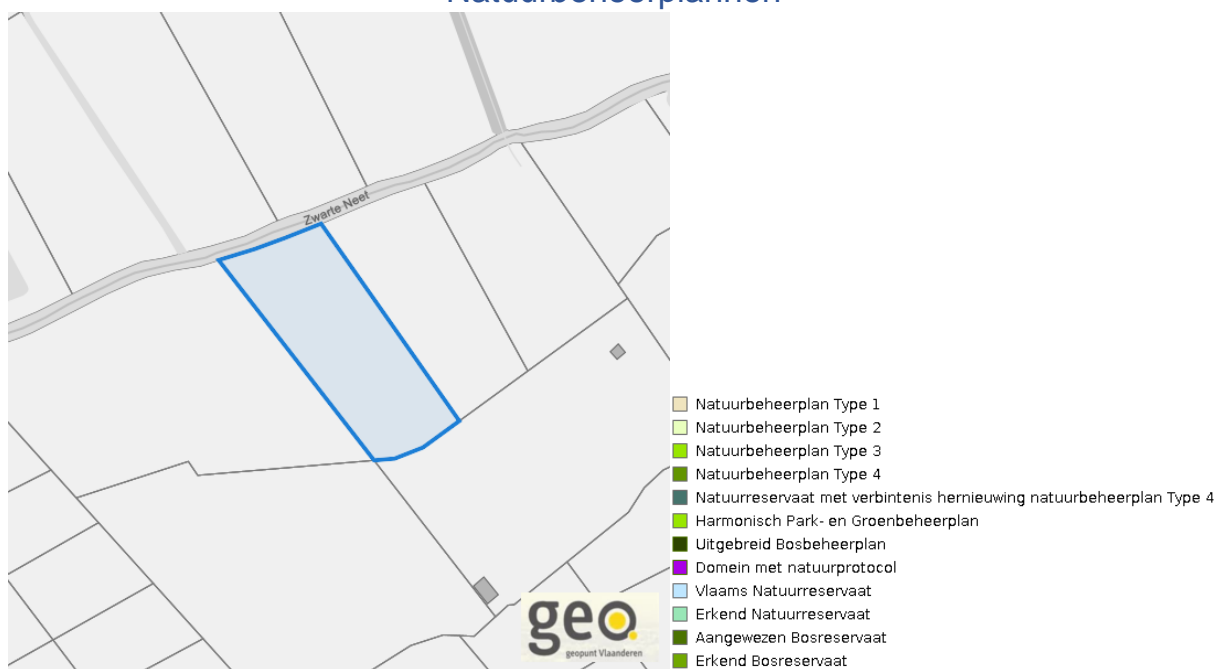 Natuurbeheerplannen
Zwarte Neet
Natuurbeheerplan Type 1
Natuurbeheerplan Type 2
Natuurbeheerplan Type 3
Natuurbeheerplan Type 4
Natuurreservaat met verbintenis hernieuwing natuurbeheerplan Type 4
Harmonisch Park- en Groenbeheerplan
Uitgebreid Bosbeheerplan
Domein met natuurprotocol
Vlaams Natuurreservaat
Erkend Natuurreservaat
Aangewezen Bosreservaat
Erkend Bosreservaat
geo
geopunt Vlaanderen